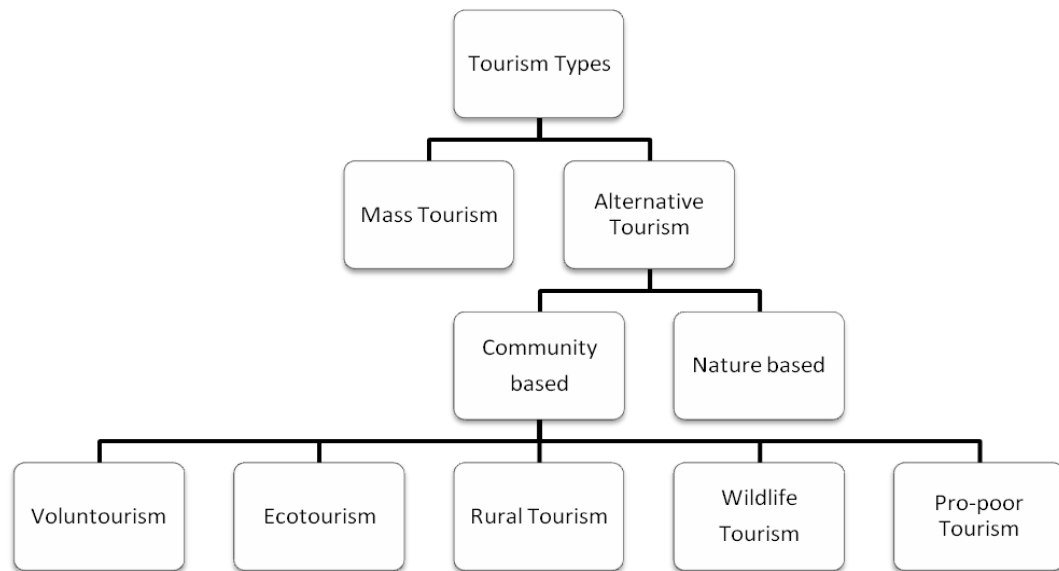 Tourism Types
Mass Tourism
Alternative
Tourism
Community
based
Nature based
Voluntourism
Ecotourism
Rural Tourism
Wildlife
Tourism
Pro-poor
Tourism